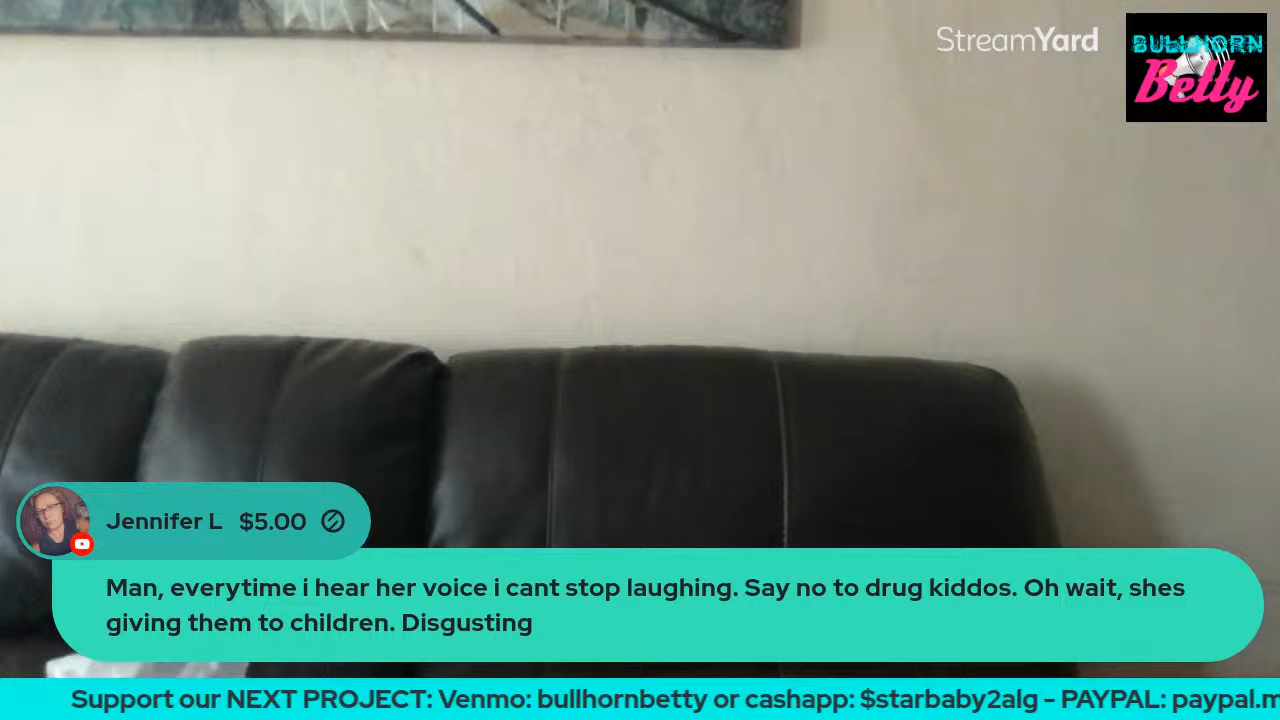 StreamYard
BULLHORN
Betty
Jennifer L $5.00
Man, everytime i hear her voice i cant stop laughing. Say no to drug kiddos. Oh wait, shes
giving them to children. Disgusting
Support our NEXT PROJECT: Venmo: bullhornbetty or cashapp: $starbaby2alg - PAYPAL: paypal.m